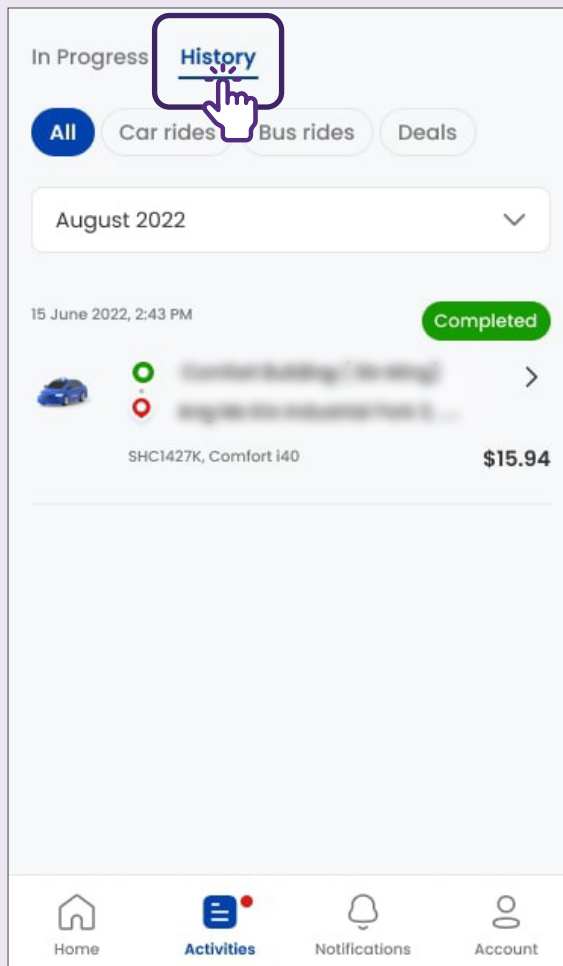 In Progress History
All Car rides Bus rides Deals
August 2022
15 June 2022, 2:43 PM Completed
SHC1427K, Comfort i40 $15.94
Home Activities Notifications Account